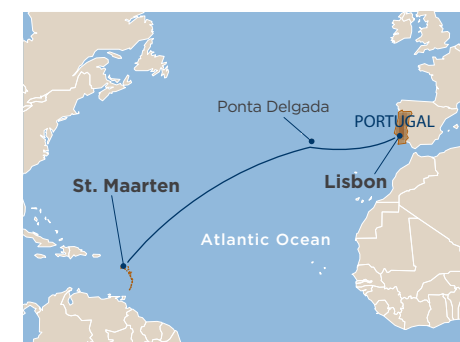 Ponta Delgada
PORTUGAL
St. Maarten
Lisbon
Atlantic Ocean